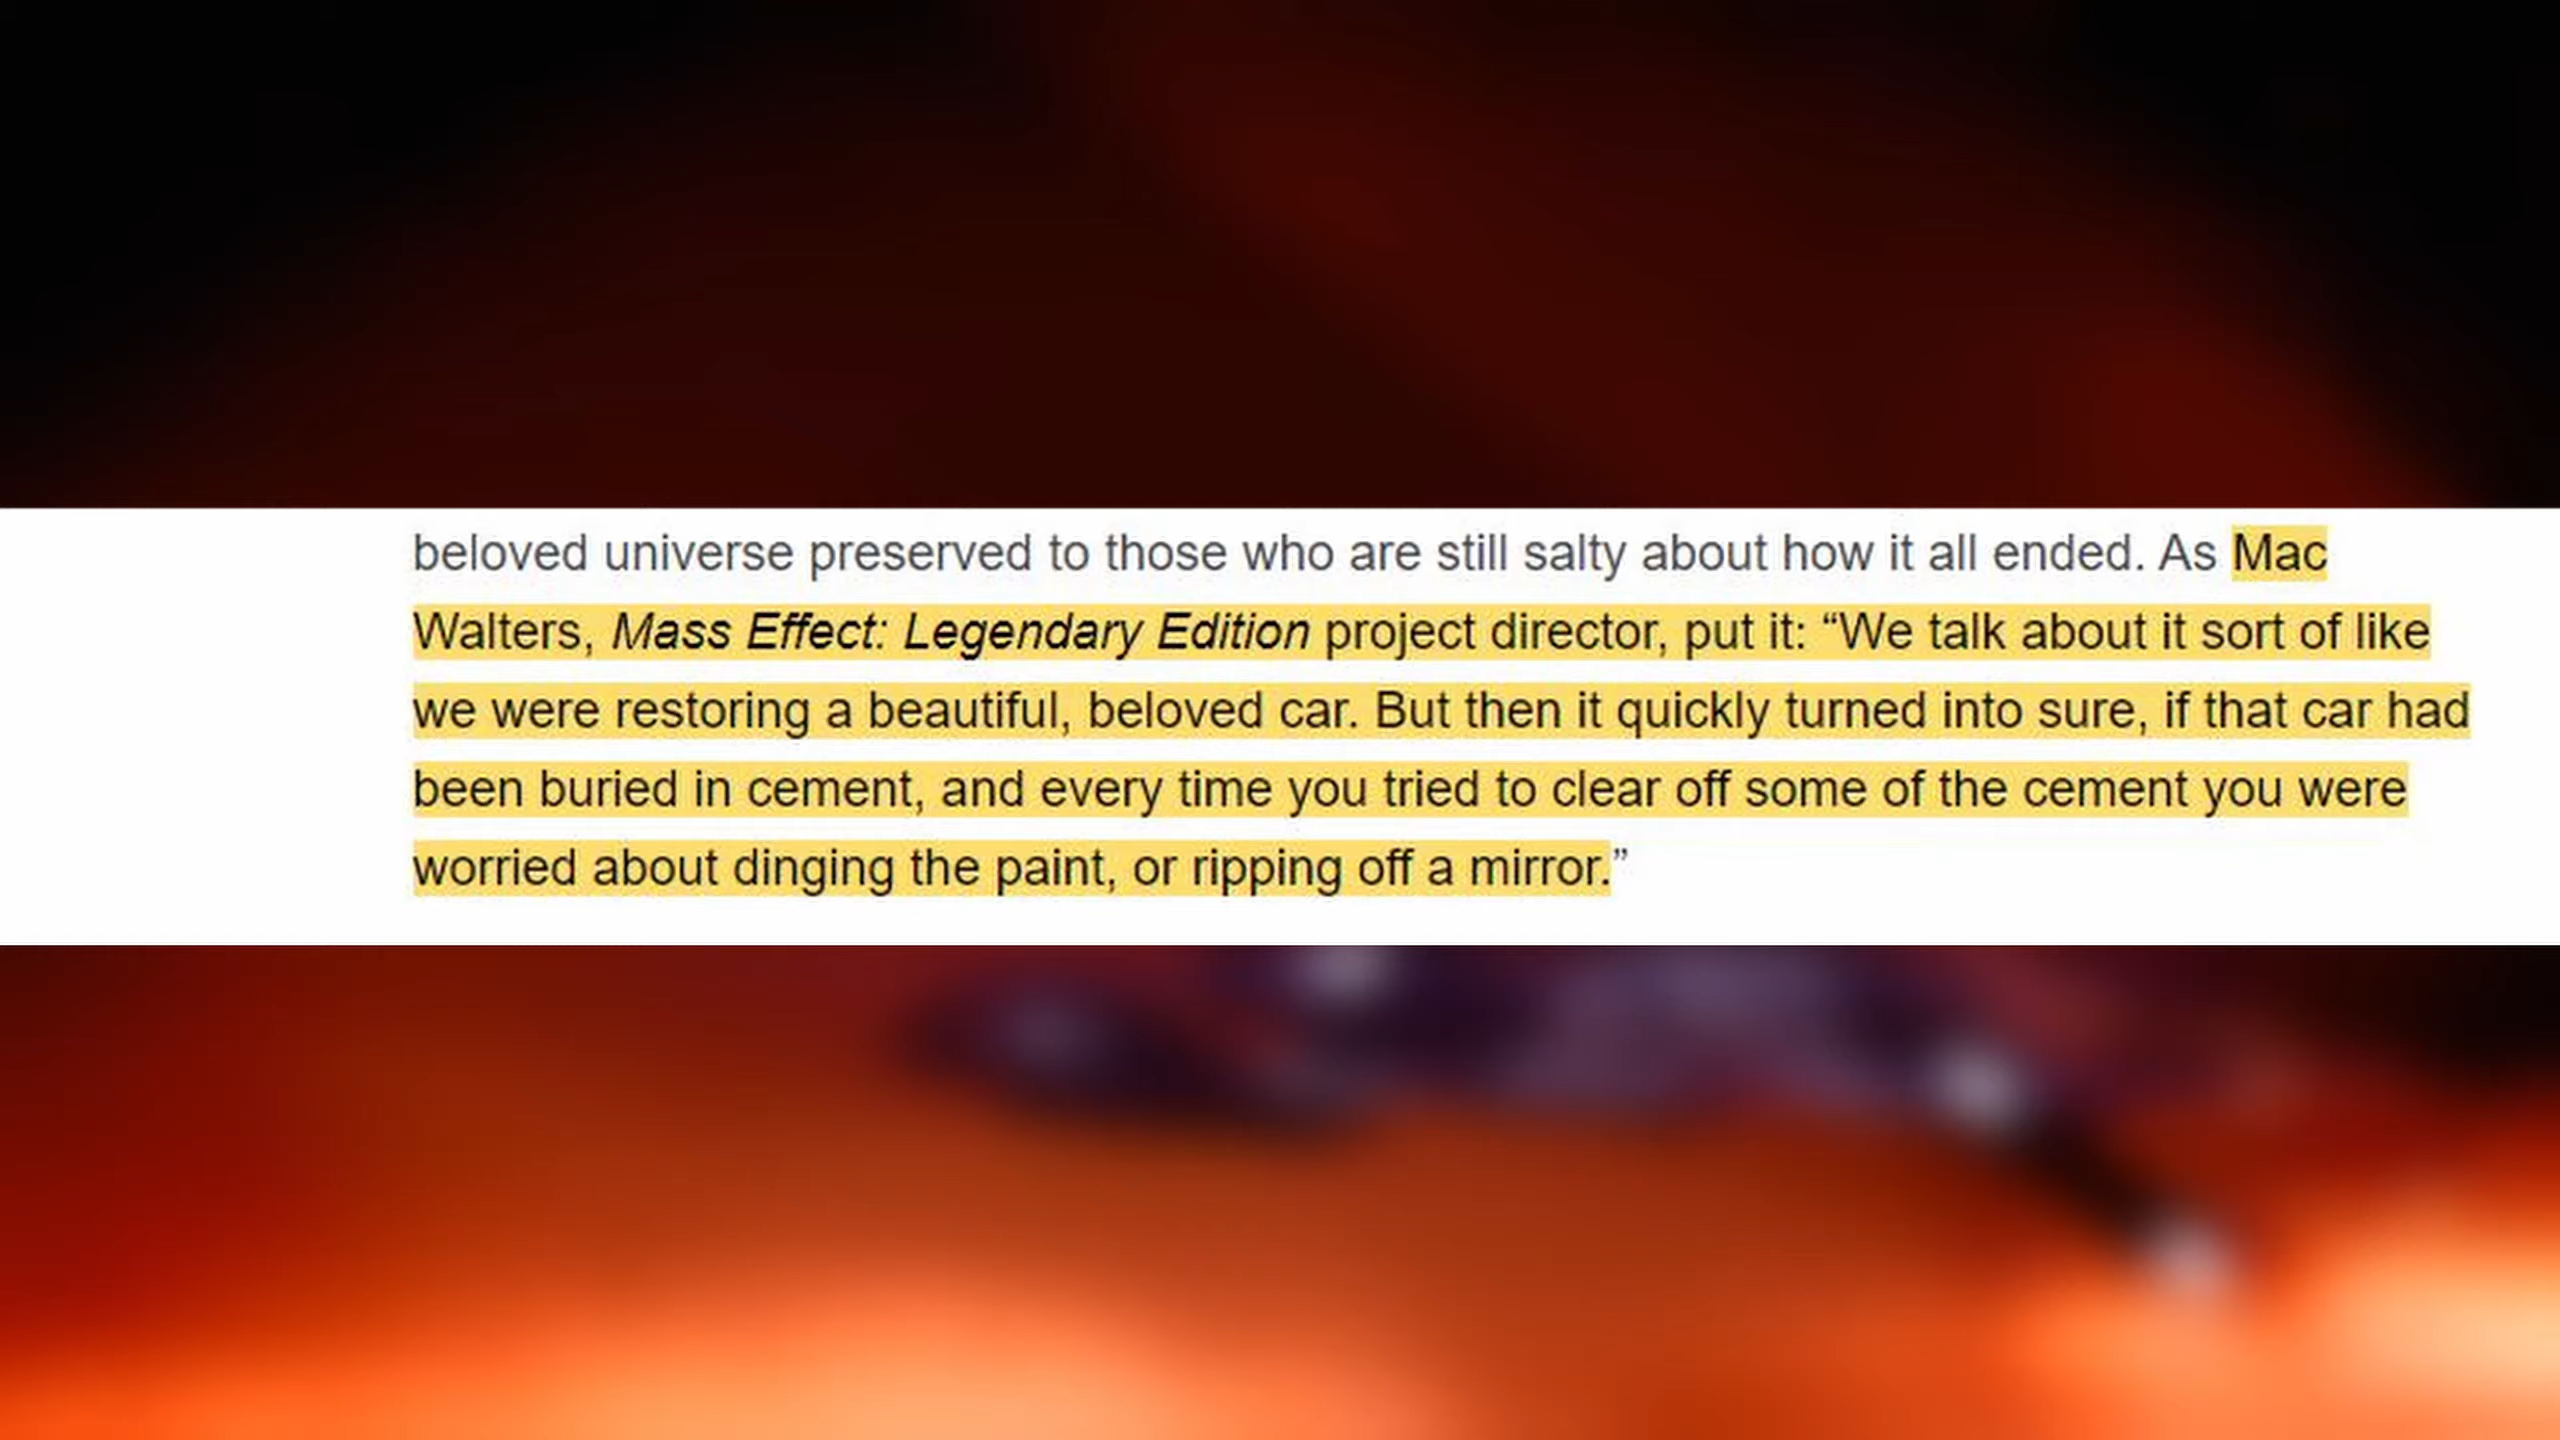 beloved universe preserved to those who are still salty about how it all ended. As Mac
Walters, Mass Effect: Legendary Edition project director, put it: “We talk about it sort of like
we were restoring a beautiful, beloved car. But then it quickly turned into sure, if that car had
been buried in cement, and every time you tried to clear off some of the cement you were
worried about dinging the paint, or ripping off a mirror.”